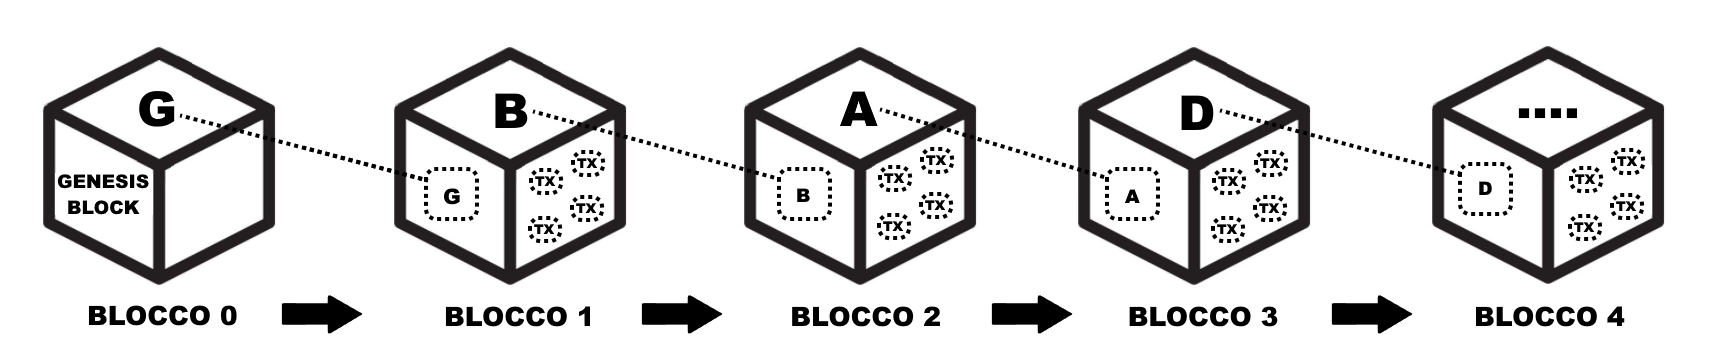 G
GENESIS
BLOCK
BLOCCO 0
B
G
TX
TX
TX
TX
BLOCCO 1
A
B
TX
TX
TX
TX
BLOCCO 2
D
A
TX
TX
TX
TX
BLOCCO 3
....
D
TX
TX
TX
TX
BLOCCO 4